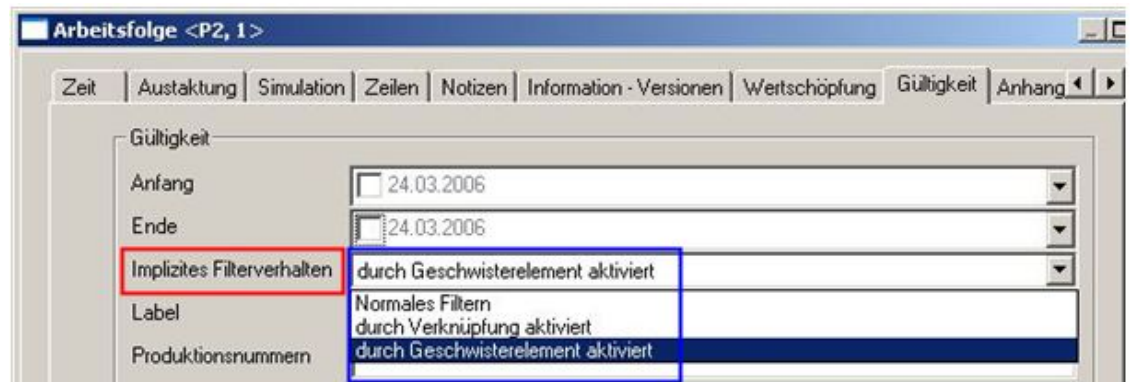 Arbeitsfolge <P2, 1>
Zeit Austaktung Simulation Zeilen Notizen Information - Versionen Wertschöpfung Gültigkeit Anhang
Gültigkeit
Anfang 24.03.2006
Ende 24.03.2006
Implizites Filterverhalten durch Geschwisterelement aktiviert
Label Normales Filtern
durch Verknüpfung aktiviert
Produktionsnummern durch Geschwisterelement aktiviert